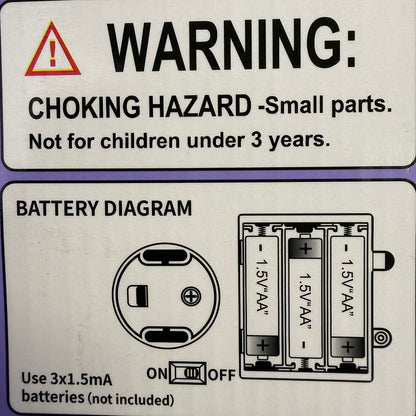 WARNING:
CHOKING HAZARD -Small parts.
Not for children under 3 years.
BATTERY DIAGRAM
- 1.5V"AA" +
+ 1.5V"AA" -
- 1.5V"AA" +
ON OFF
Use 3x1.5mA
batteries (not included)